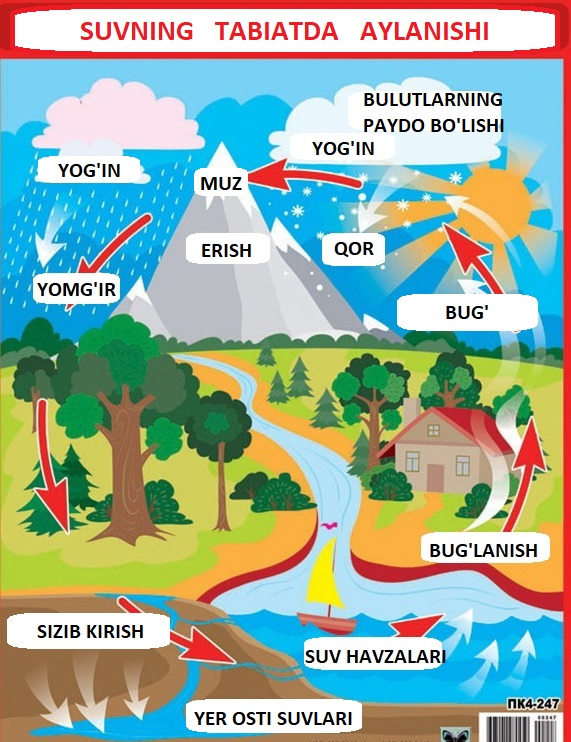 SUVNING TABIATDA AYLANISHI
BULUTLARNING
PAYDO BO'LISHI
YOG'IN
YOG'IN
MUZ
ERISH
QOR
YOMG'IR
BUG'
BUG'LANISH
SIZIB KIRISH
SUV HAVZALARI
YER OSTI SUVLARI
ПК4-247
00247